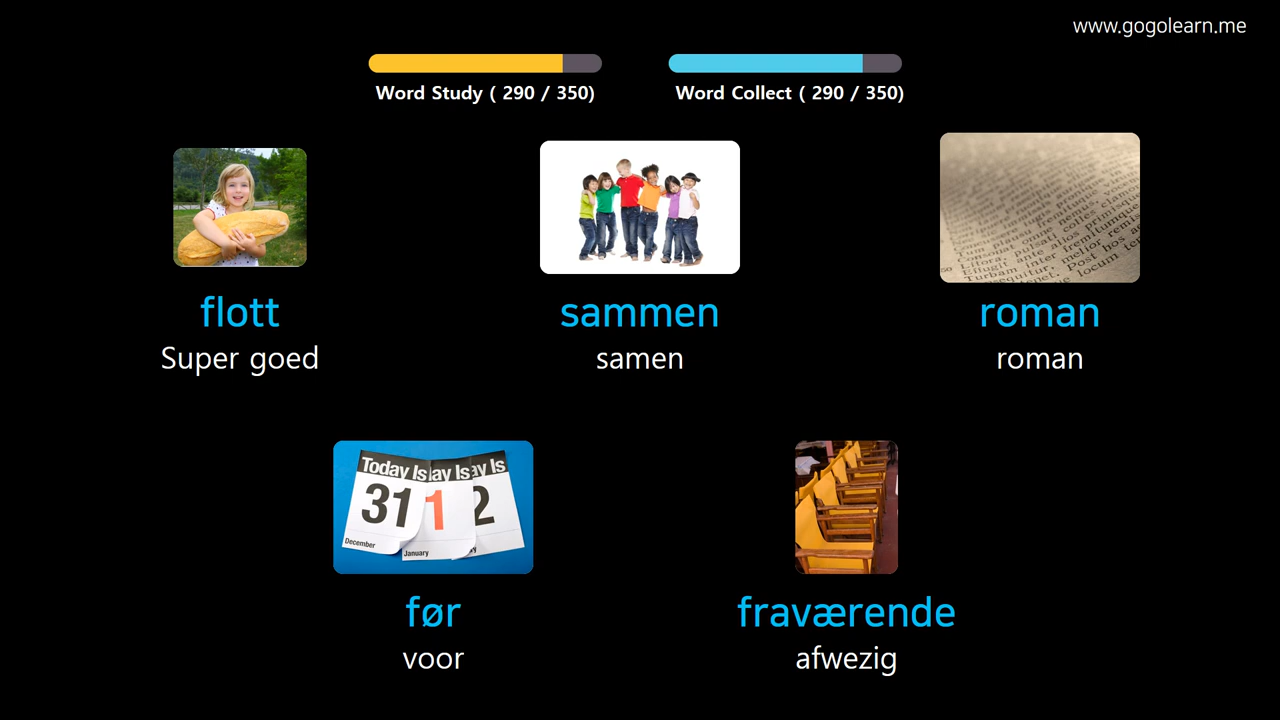 www.gogolearn.me
Word Study ( 290 / 350)
Word Collect ( 290 / 350)
flott
Super goed
sammen
samen
roman
roman
Today Is
31
December
1
January
2
før
voor
fraværende
afwezig